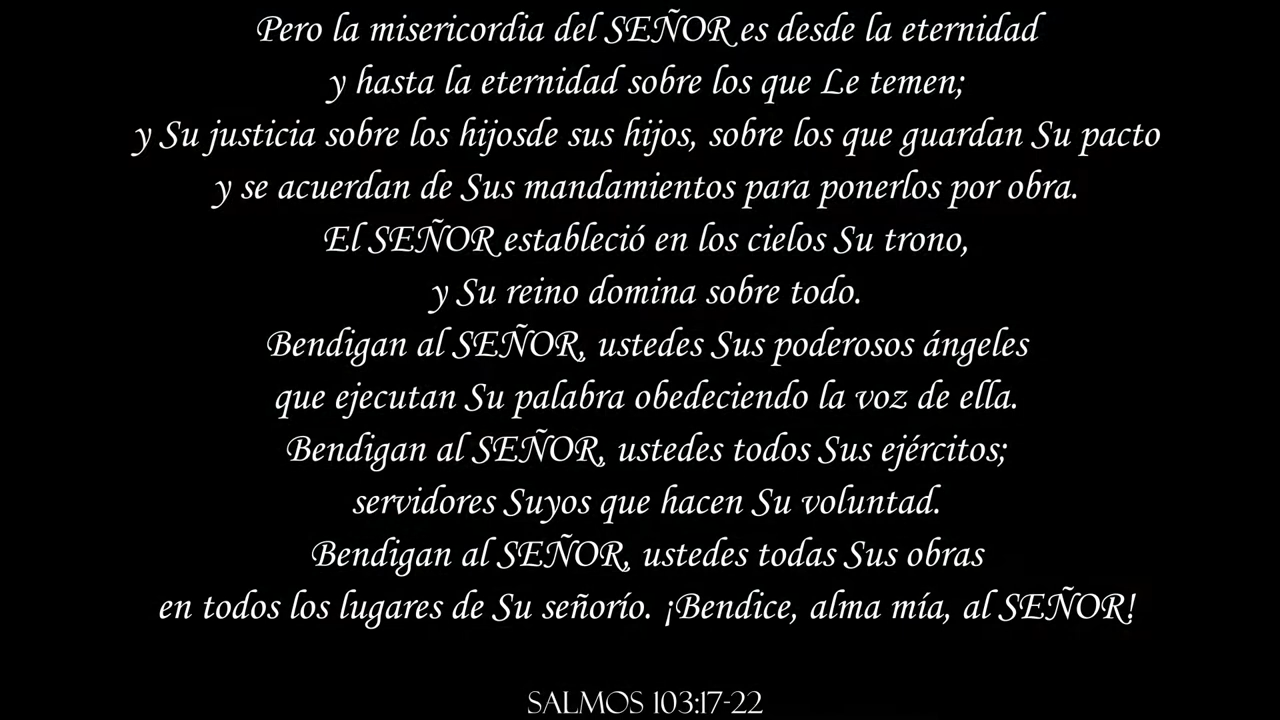 Pero la misericordia del SEÑOR es desde la eternidad
y hasta la eternidad sobre los que Le temen;
y Su justicia sobre los hijosde sus hijos, sobre los que guardan Su pacto
y se acuerdan de Sus mandamientos para ponerlos por obra.
El SEÑOR estableció en los cielos Su trono,
y Su reino domina sobre todo.
Bendigan al SEÑOR, ustedes Sus poderosos ángeles
que ejecutan Su palabra obedeciendo la voz de ella.
Bendigan al SEÑOR, ustedes todos Sus ejércitos;
servidores Suyos que hacen Su voluntad.
Bendigan al SEÑOR, ustedes todas Sus obras
en todos los lugares de Su señorío. ¡Bendice, alma mía, al SEÑOR!
SALMOS 103:17-22